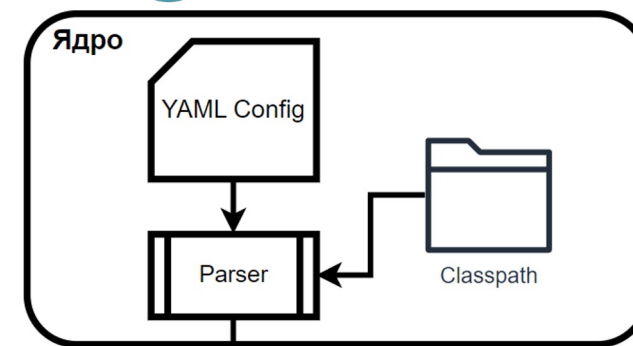 Ядро
YAML Config
Parser
Classpath